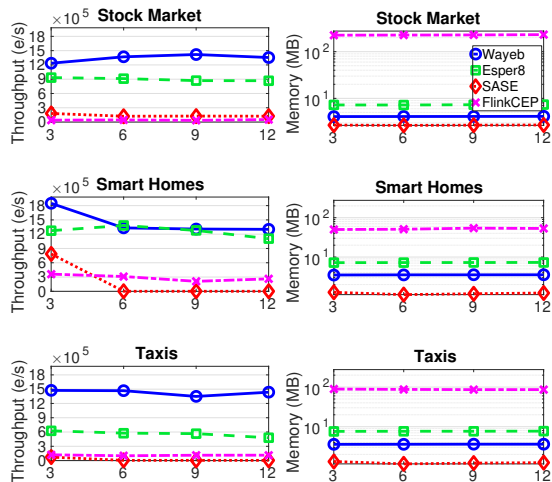 Stock Market
×10^5
Throughput (e/s)
18
15
12
9
6
3
0
3 6 9 12
Stock Market
Memory (MB)
10^2
10^1
Wayeb
Esper8
SASE
FlinkCEP
3 6 9 12
Smart Homes
×10^5
Throughput (e/s)
18
15
12
9
6
3
0
3 6 9 12
Smart Homes
Memory (MB)
10^2
10^1
3 6 9 12
Taxis
×10^5
Throughput (e/s)
18
15
12
9
6
3
0
3 6 9 12
Taxis
Memory (MB)
10^2
10^1
3 6 9 12